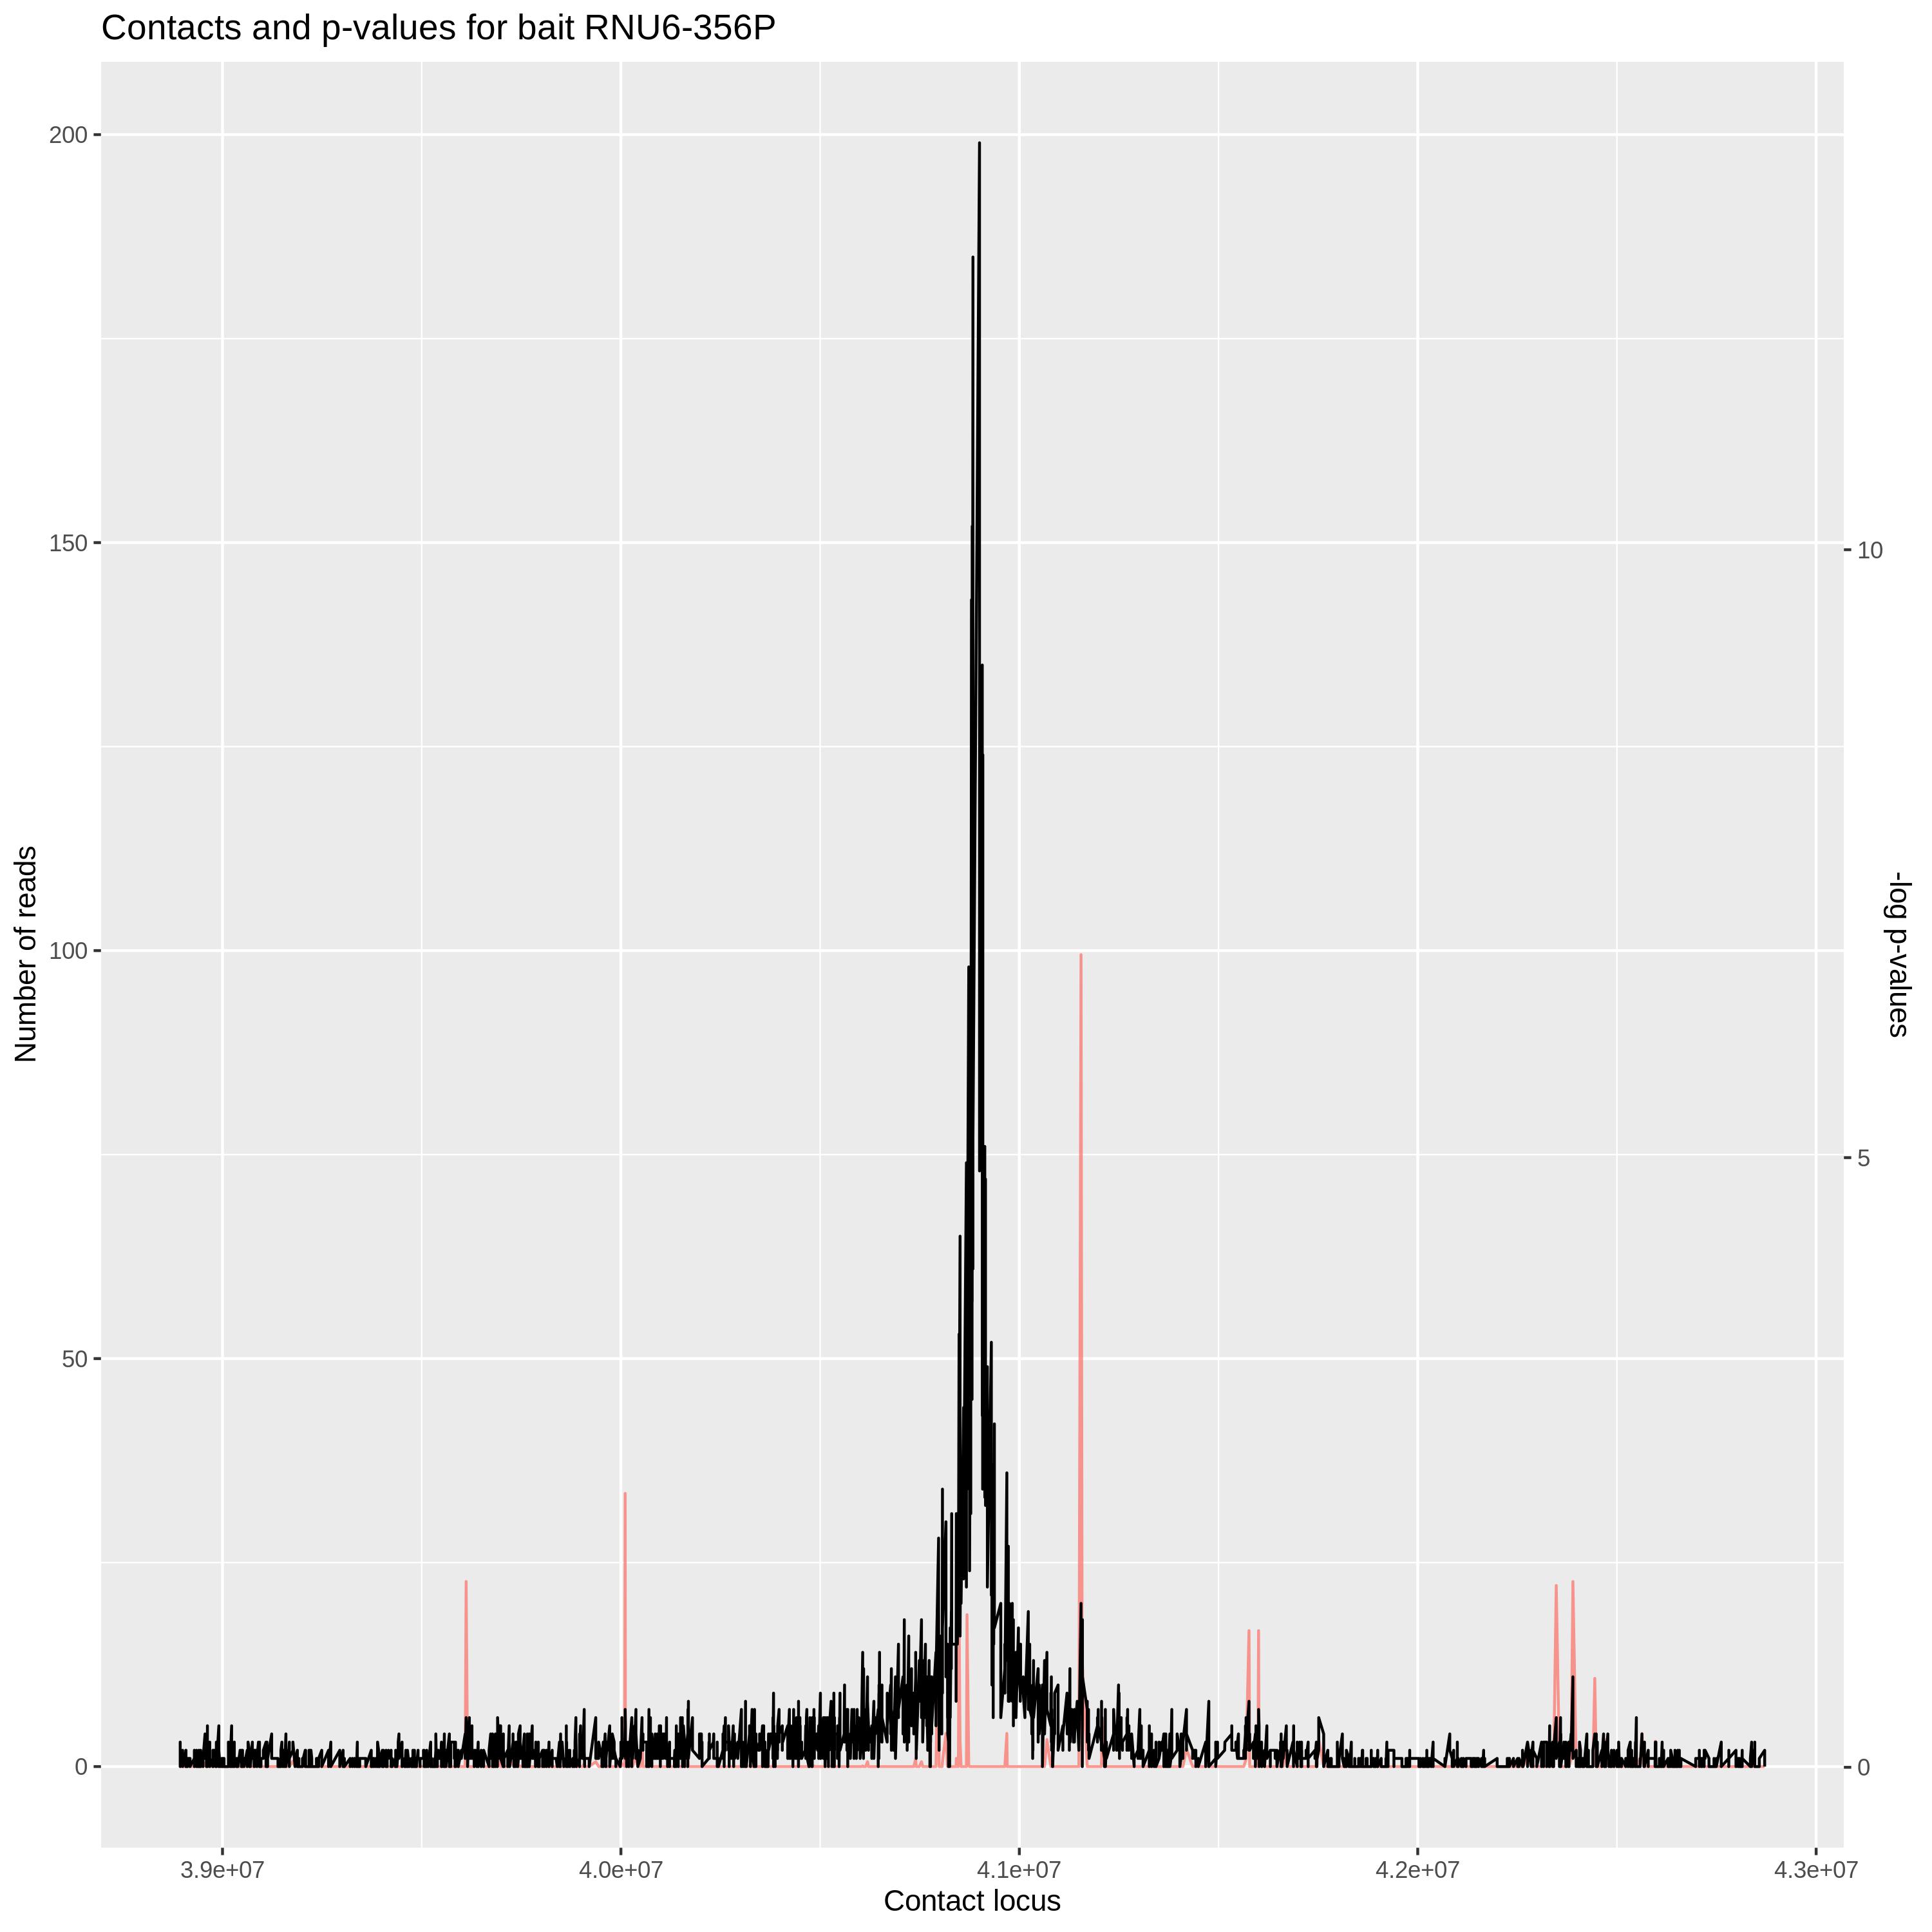 Contacts and p-values for bait RNU6-356P
200
150
100
50
0
Number of reads
10
5
0
-log p-values
3.9e+07
4.0e+07
4.1e+07
4.2e+07
4.3e+07
Contact locus